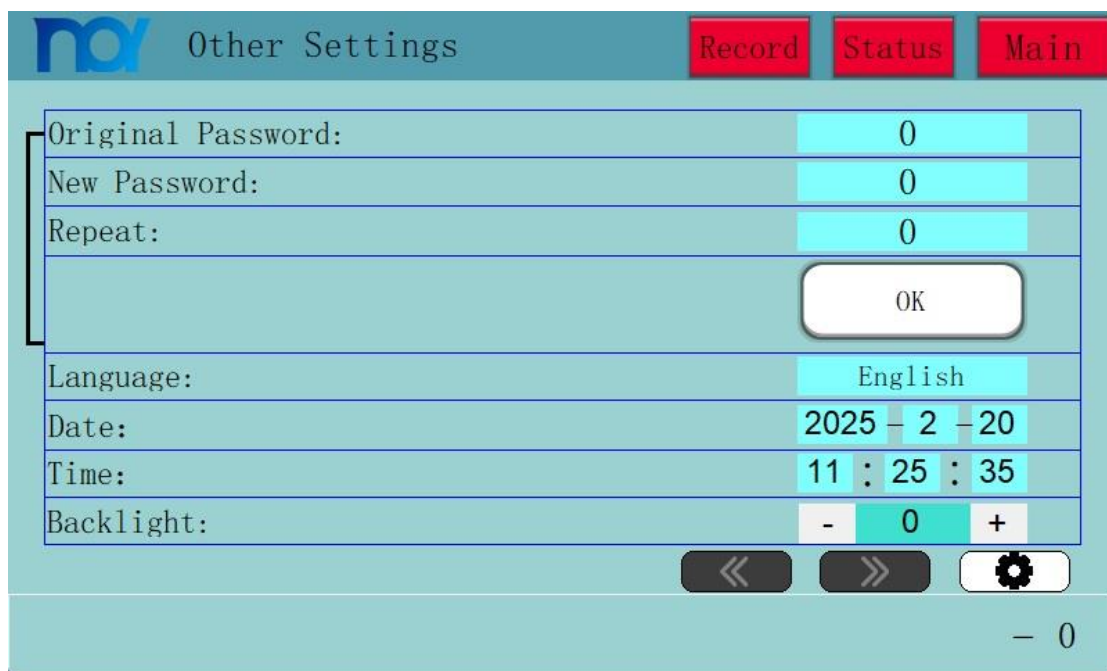 noy Other Settings Record Status Main
Original Password: 0
New Password: 0
Repeat: 0
OK
Language: English
Date: 2025 - 2 - 20
Time: 11 : 25 : 35
Backlight: - 0 +
« »
- 0